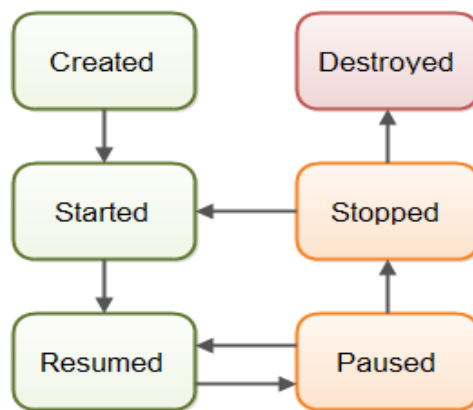 Created
Destroyed
Started
Stopped
Resumed
Paused